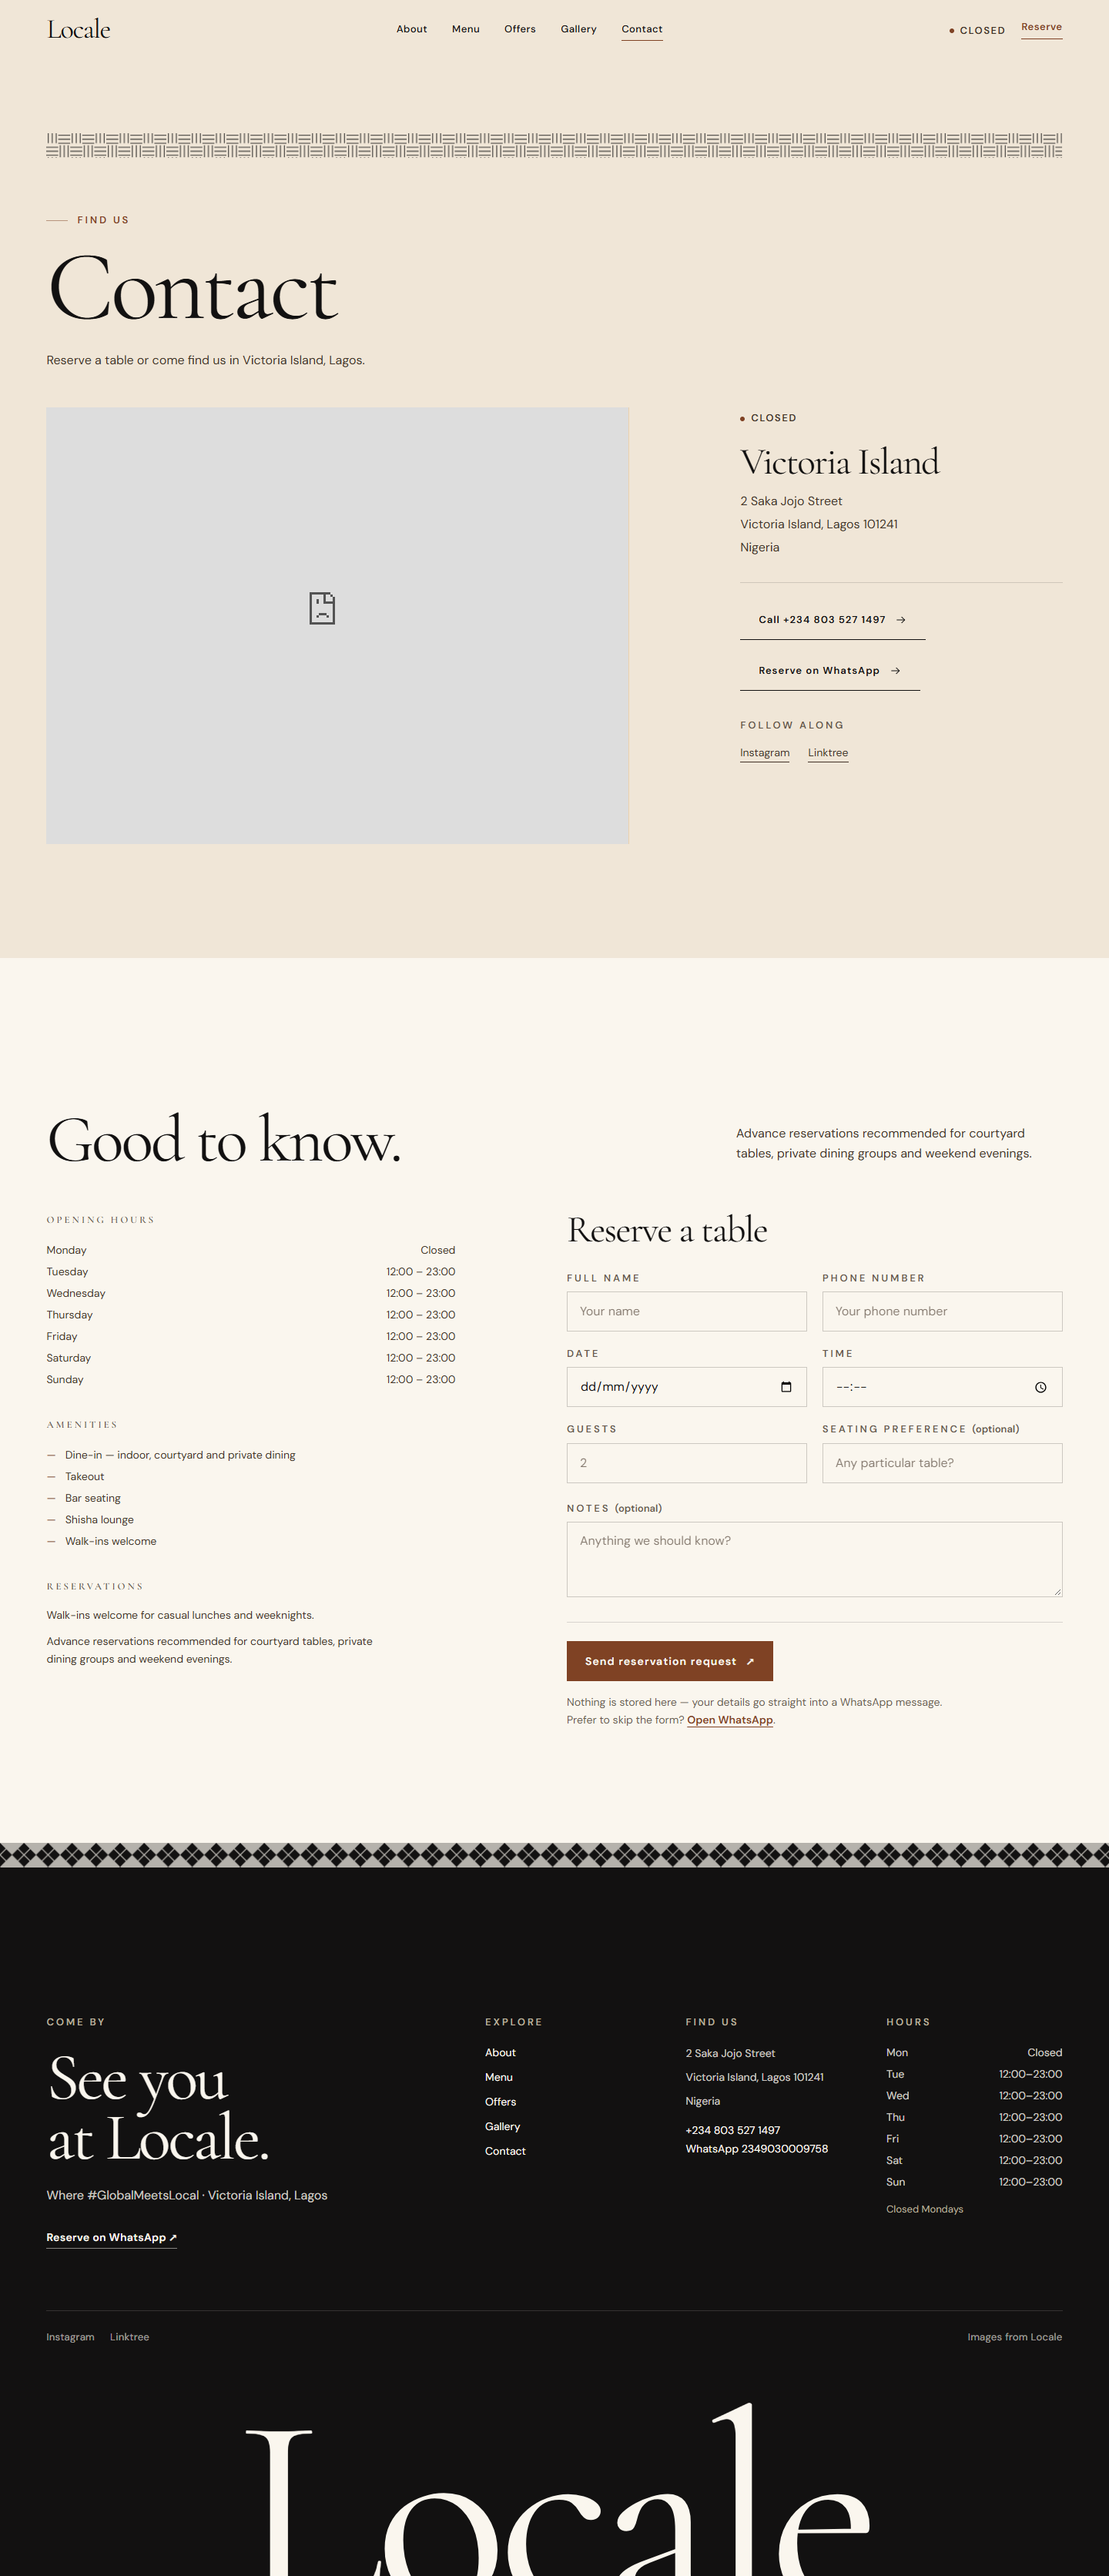 Locale
About Menu Offers Gallery Contact
CLOSED Reserve
FIND US
Contact
Reserve a table or come find us in Victoria Island, Lagos.
CLOSED
Victoria Island
2 Saka Jojo Street
Victoria Island, Lagos 101241
Nigeria
Call +234 803 527 1497 →
Reserve on WhatsApp →
FOLLOW ALONG
Instagram Linktree
Good to know.
Advance reservations recommended for courtyard
tables, private dining groups and weekend evenings.
OPENING HOURS
Monday Closed
Tuesday 12:00 – 23:00
Wednesday 12:00 – 23:00
Thursday 12:00 – 23:00
Friday 12:00 – 23:00
Saturday 12:00 – 23:00
Sunday 12:00 – 23:00
AMENITIES
— Dine-in — indoor, courtyard and private dining
— Takeout
— Bar seating
— Shisha lounge
— Walk-ins welcome
RESERVATIONS
Walk-ins welcome for casual lunches and weeknights.
Advance reservations recommended for courtyard tables, private
dining groups and weekend evenings.
Reserve a table
FULL NAME PHONE NUMBER
Your name Your phone number
DATE TIME
dd/mm/yyyy --:--
GUESTS SEATING PREFERENCE (optional)
2 Any particular table?
NOTES (optional)
Anything we should know?
Send reservation request ↗
Nothing is stored here — your details go straight into a WhatsApp message.
Prefer to skip the form? Open WhatsApp.
COME BY
See you
at Locale.
Where #GlobalMeetsLocal · Victoria Island, Lagos
Reserve on WhatsApp ↗
EXPLORE
About
Menu
Offers
Gallery
Contact
FIND US
2 Saka Jojo Street
Victoria Island, Lagos 101241
Nigeria
+234 803 527 1497
WhatsApp 2349030009758
HOURS
Mon Closed
Tue 12:00–23:00
Wed 12:00–23:00
Thu 12:00–23:00
Fri 12:00–23:00
Sat 12:00–23:00
Sun 12:00–23:00
Closed Mondays
Instagram Linktree
Images from Locale
Locale